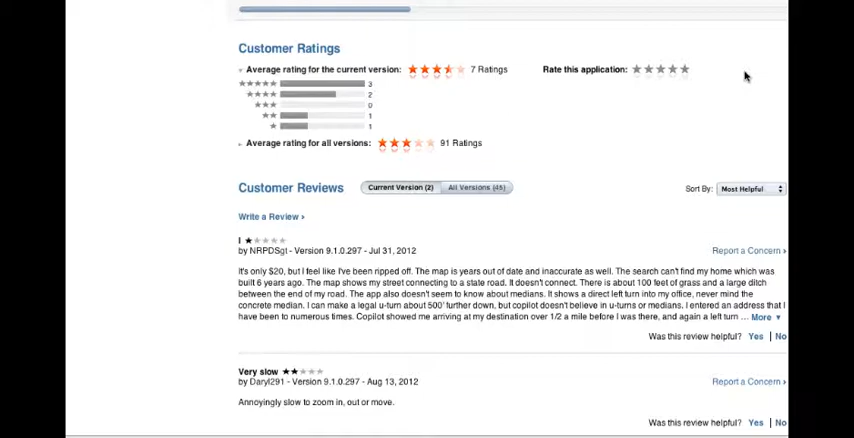 Customer Ratings
Average rating for the current version: 7 Ratings Rate this application:
3
2
0
1
1
Average rating for all versions: 91 Ratings
Customer Reviews Current Version (2) All Versions (45) Sort By: Most Helpful
Write a Review
I
by NRPDSgt - Version 9.1.0.297 - Jul 31, 2012 Report a Concern
It's only $20, but I feel like I've been ripped off. The map is years out of date and inaccurate as well. The search can't find my home which was
built 6 years ago. The map shows my street connecting to a state road. It doesn't connect. There is about 100 feet of grass and a large ditch
between the end of my road. The app also doesn't seem to know about medians. It shows a direct left turn into my office, never mind the
concrete median. I can make a legal u-turn about 500' further down, but copilot doesn't believe in u-turns or medians. I entered an address that I
have been to numerous times. Copilot showed me arriving at my destination over 1/2 a mile before I was there, and again a left turn ... More
Was this review helpful? Yes | No
Very slow
by Daryl291 - Version 9.1.0.297 - Aug 13, 2012 Report a Concern
Annoyingly slow to zoom in, out or move.
Was this review helpful? Yes | No